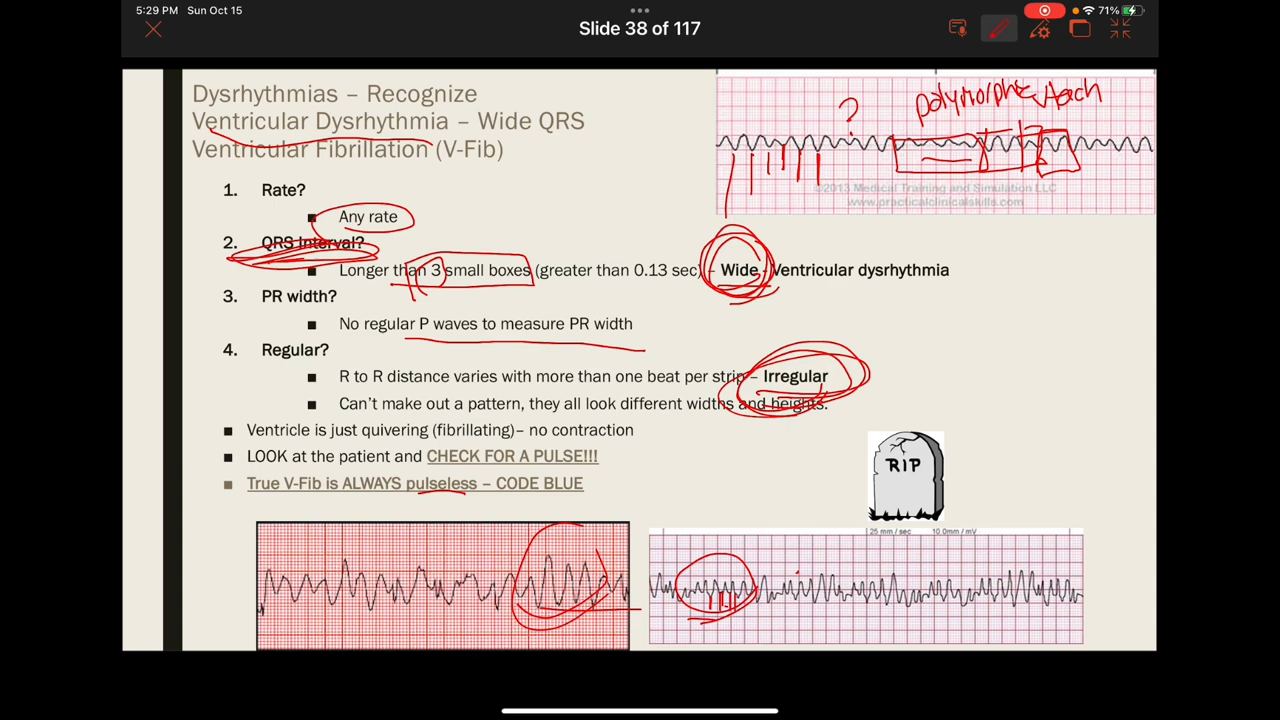 5:29 PM Sun Oct 15
71%
Slide 38 of 117
Dysrhythmias – Recognize
Ventricular Dysrhythmia – Wide QRS
Ventricular Fibrillation (V-Fib)
?
polymorphic vtach
©2013 Medical Training and Simulation LLC
www.practicalclinicalskills.com
1. Rate?
■ Any rate
2. QRS Interval?
■ Longer than 3 small boxes (greater than 0.13 sec) – Wide - Ventricular dysrhythmia
3. PR width?
■ No regular P waves to measure PR width
4. Regular?
■ R to R distance varies with more than one beat per strip – Irregular
■ Can't make out a pattern, they all look different widths and heights.
■ Ventricle is just quivering (fibrillating)– no contraction
■ LOOK at the patient and CHECK FOR A PULSE!!!
■ True V-Fib is ALWAYS pulseless – CODE BLUE
RIP
25 mm / sec 10.0mm / mV